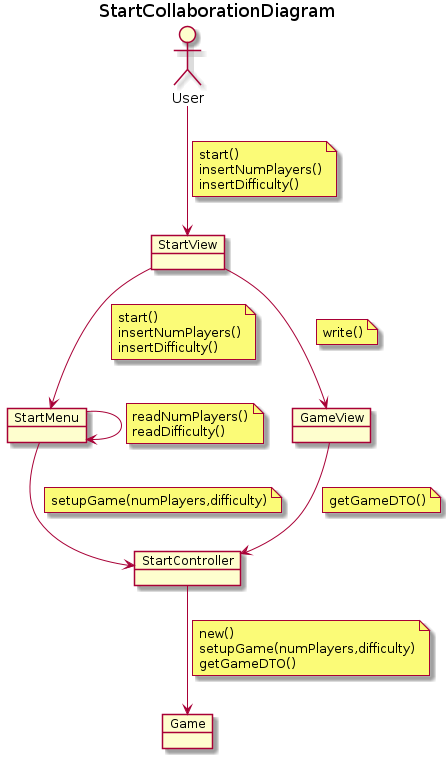 StartCollaborationDiagram
User
start()
insertNumPlayers()
insertDifficulty()
StartView
start()
insertNumPlayers()
insertDifficulty()
write()
StartMenu
readNumPlayers()
readDifficulty()
GameView
setupGame(numPlayers,difficulty)
getGameDTO()
StartController
new()
setupGame(numPlayers,difficulty)
getGameDTO()
Game